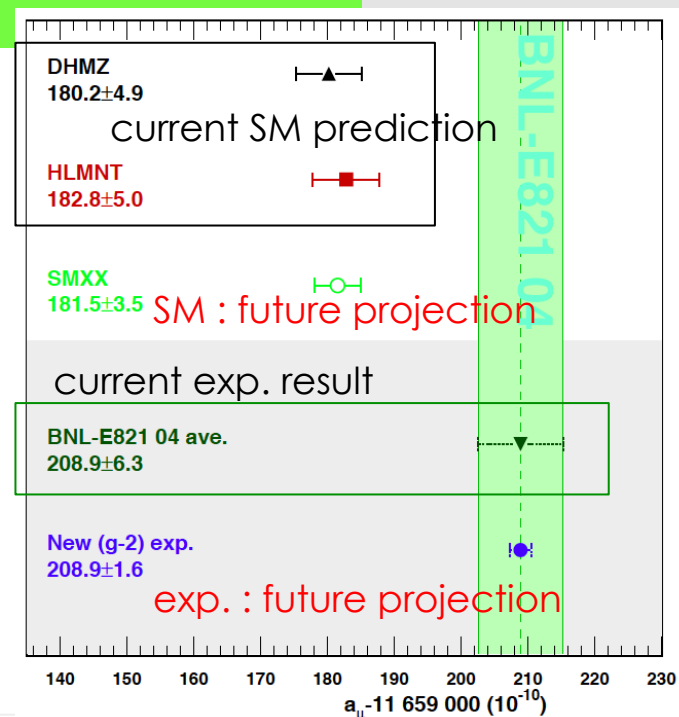 DHMZ
180.2±4.9
current SM prediction
HLMNT
182.8±5.0
BNL-E821 04
SMXX
181.5±3.5
SM : future projection
current exp. result
BNL-E821 04 ave.
208.9±6.3
New (g-2) exp.
208.9±1.6
exp. : future projection
140 150 160 170 180 190 200 210 220 230
aμ-11 659 000 (10⁻¹⁰)